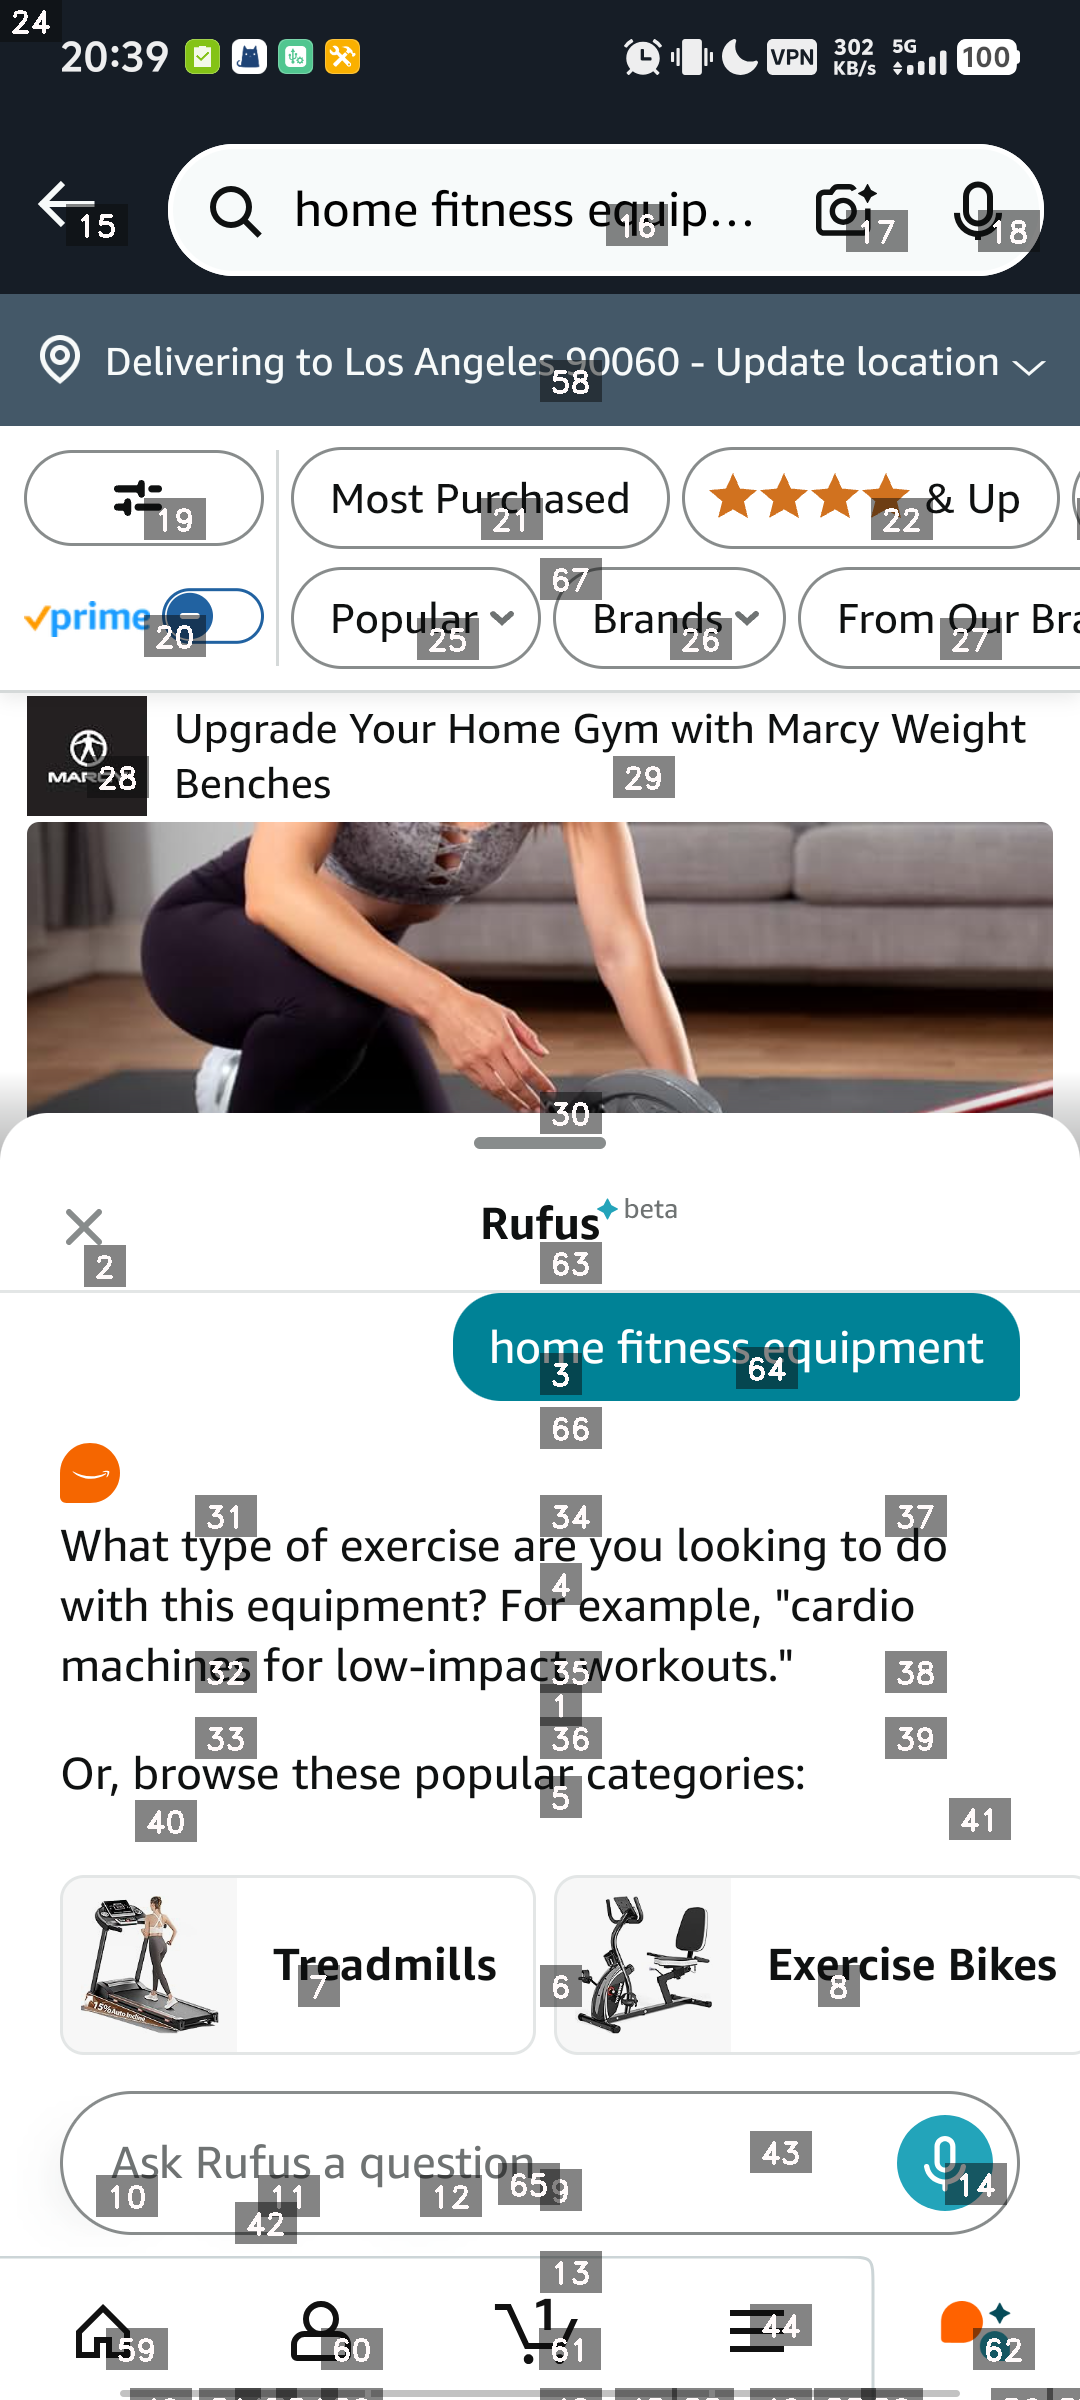 24
20:39
VPN
302
KB/s
5G
100
15
home fitness equip...
16
17
18
Delivering to Los Angeles 90060 - Update location
58
19
Most Purchased
21
& Up
22
67
prime
20
Popular
25
Brands
26
From Our Bra
27
MARCY
28
Upgrade Your Home Gym with Marcy Weight
Benches
29
30
Rufus beta
2
63
home fitness equipment
3
64
66
31
34
37
What type of exercise are you looking to do
4
with this equipment? For example, "cardio
machines for low-impact workouts."
32
35
38
1
33
36
39
Or, browse these popular categories:
5
40
41
Treadmills
7
6
Exercise Bikes
8
15% Auto Incline
Ask Rufus a question
43
10
11
12
65
9
14
42
13
1
59
60
61
44
62